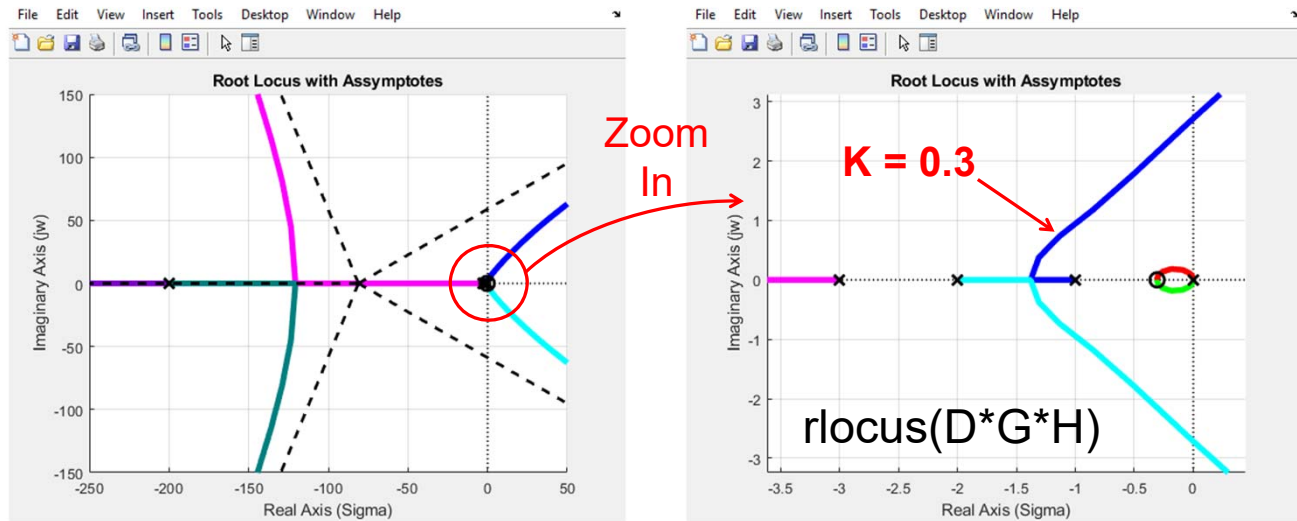 File Edit View Insert Tools Desktop Window Help
Root Locus with Assymptotes
150
100
50
0
-50
-100
-150
-250
-200
-150
-100
-50
0
50
Imaginary Axis (jw)
Real Axis (Sigma)
Zoom
In
File Edit View Insert Tools Desktop Window Help
Root Locus with Assymptotes
3
2
1
0
-1
-2
-3
-3.5
-3
-2.5
-2
-1.5
-1
-0.5
0
Imaginary Axis (jw)
Real Axis (Sigma)
K = 0.3
rlocus(D*G*H)